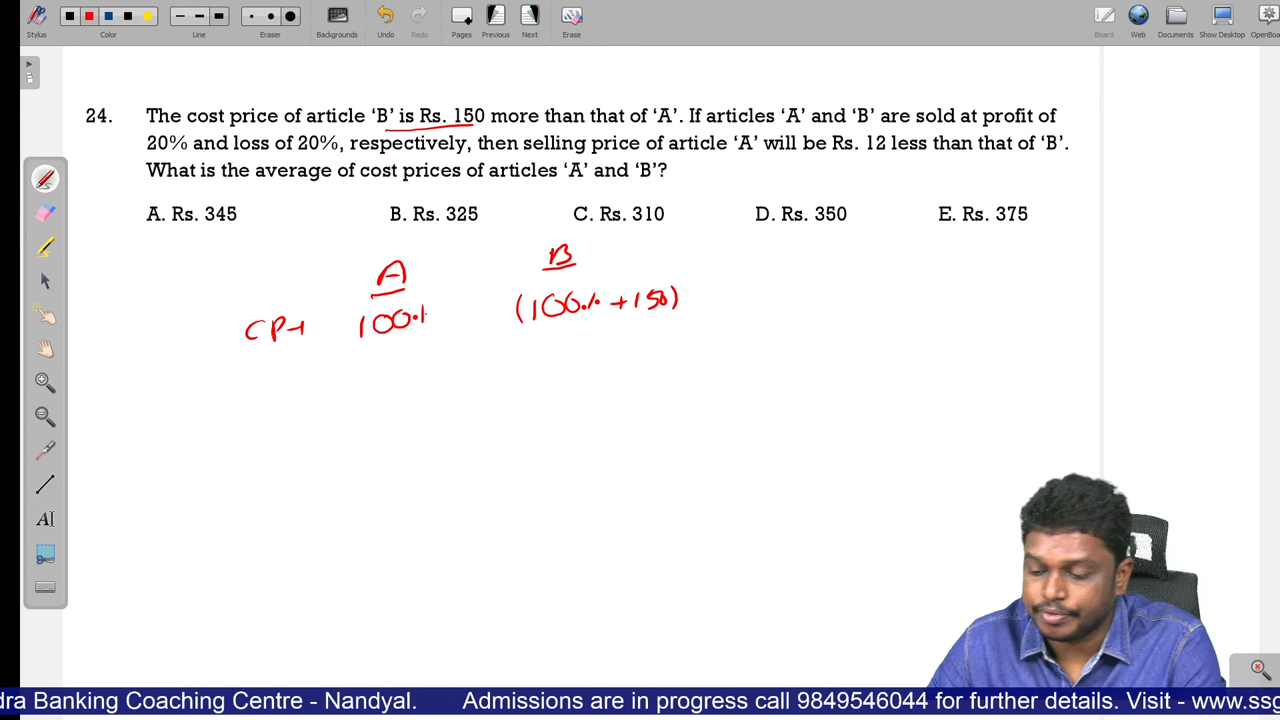 Stylus
Color
Line
Eraser
Backgrounds
Undo
Redo
Pages
Previous
Next
Erase
Board
Web
Documents
Show Desktop
OpenBoa
24. The cost price of article ‘B’ is Rs. 150 more than that of ‘A’. If articles ‘A’ and ‘B’ are sold at profit of
20% and loss of 20%, respectively, then selling price of article ‘A’ will be Rs. 12 less than that of ‘B’.
What is the average of cost prices of articles ‘A’ and ‘B’?
A. Rs. 345 B. Rs. 325 C. Rs. 310 D. Rs. 350 E. Rs. 375
A B
CP→ 100% (100% + 150)
dra Banking Coaching Centre - Nandyal. Admissions are in progress call 9849546044 for further details. Visit - www.ssg